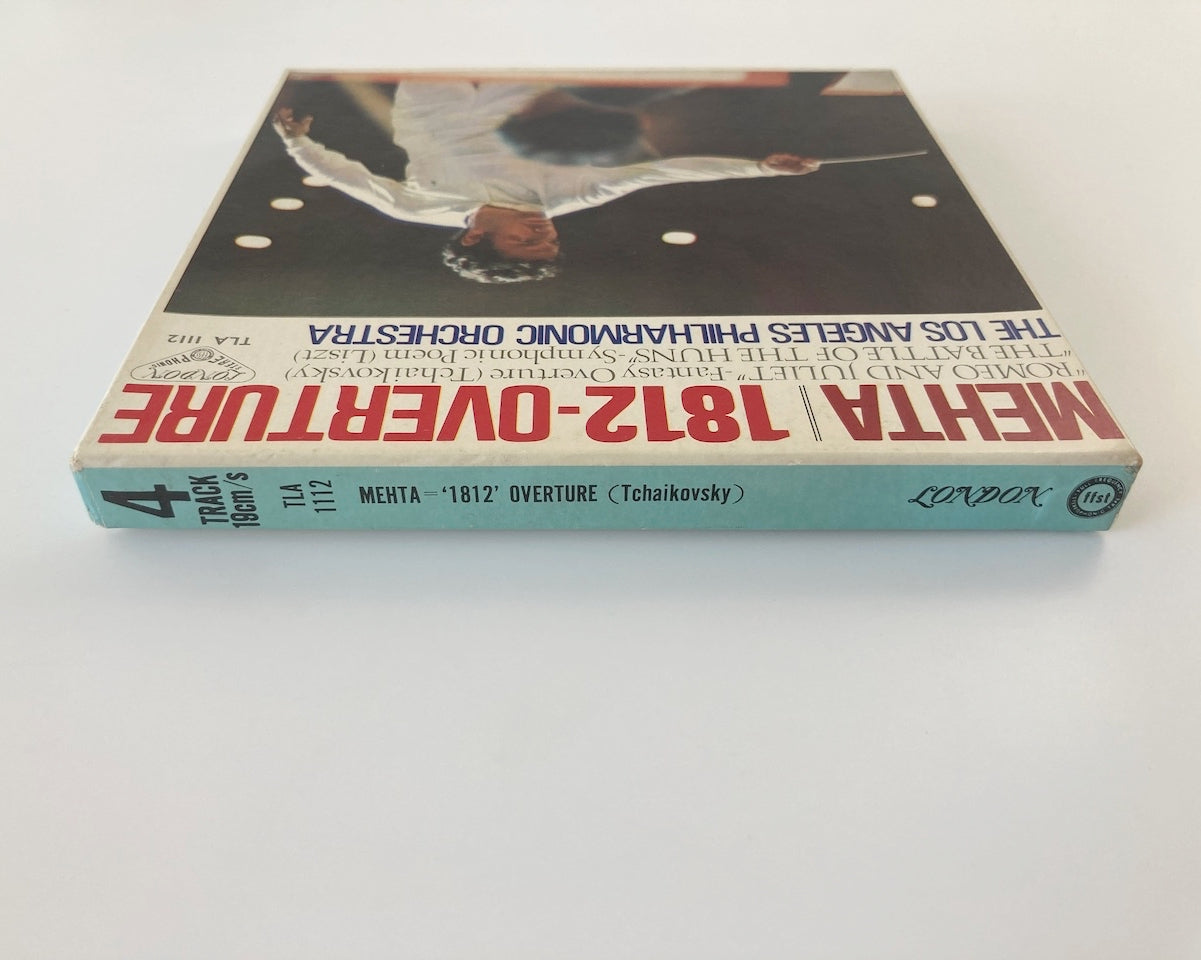 MEHTA | 1812-OVERTURE
"ROMEO AND JULIET"-Fantasy Overture (Tchaikovsky)
"THE BATTLE OF THE HUNS"-Symphonic Poem (Liszt)
THE LOS ANGELES PHILHARMONIC ORCHESTRA
LONDON
TLA 1112
4
TRACK
19cm/s
TLA
1112
MEHTA='1812' OVERTURE (Tchaikovsky)
LONDON
ffst